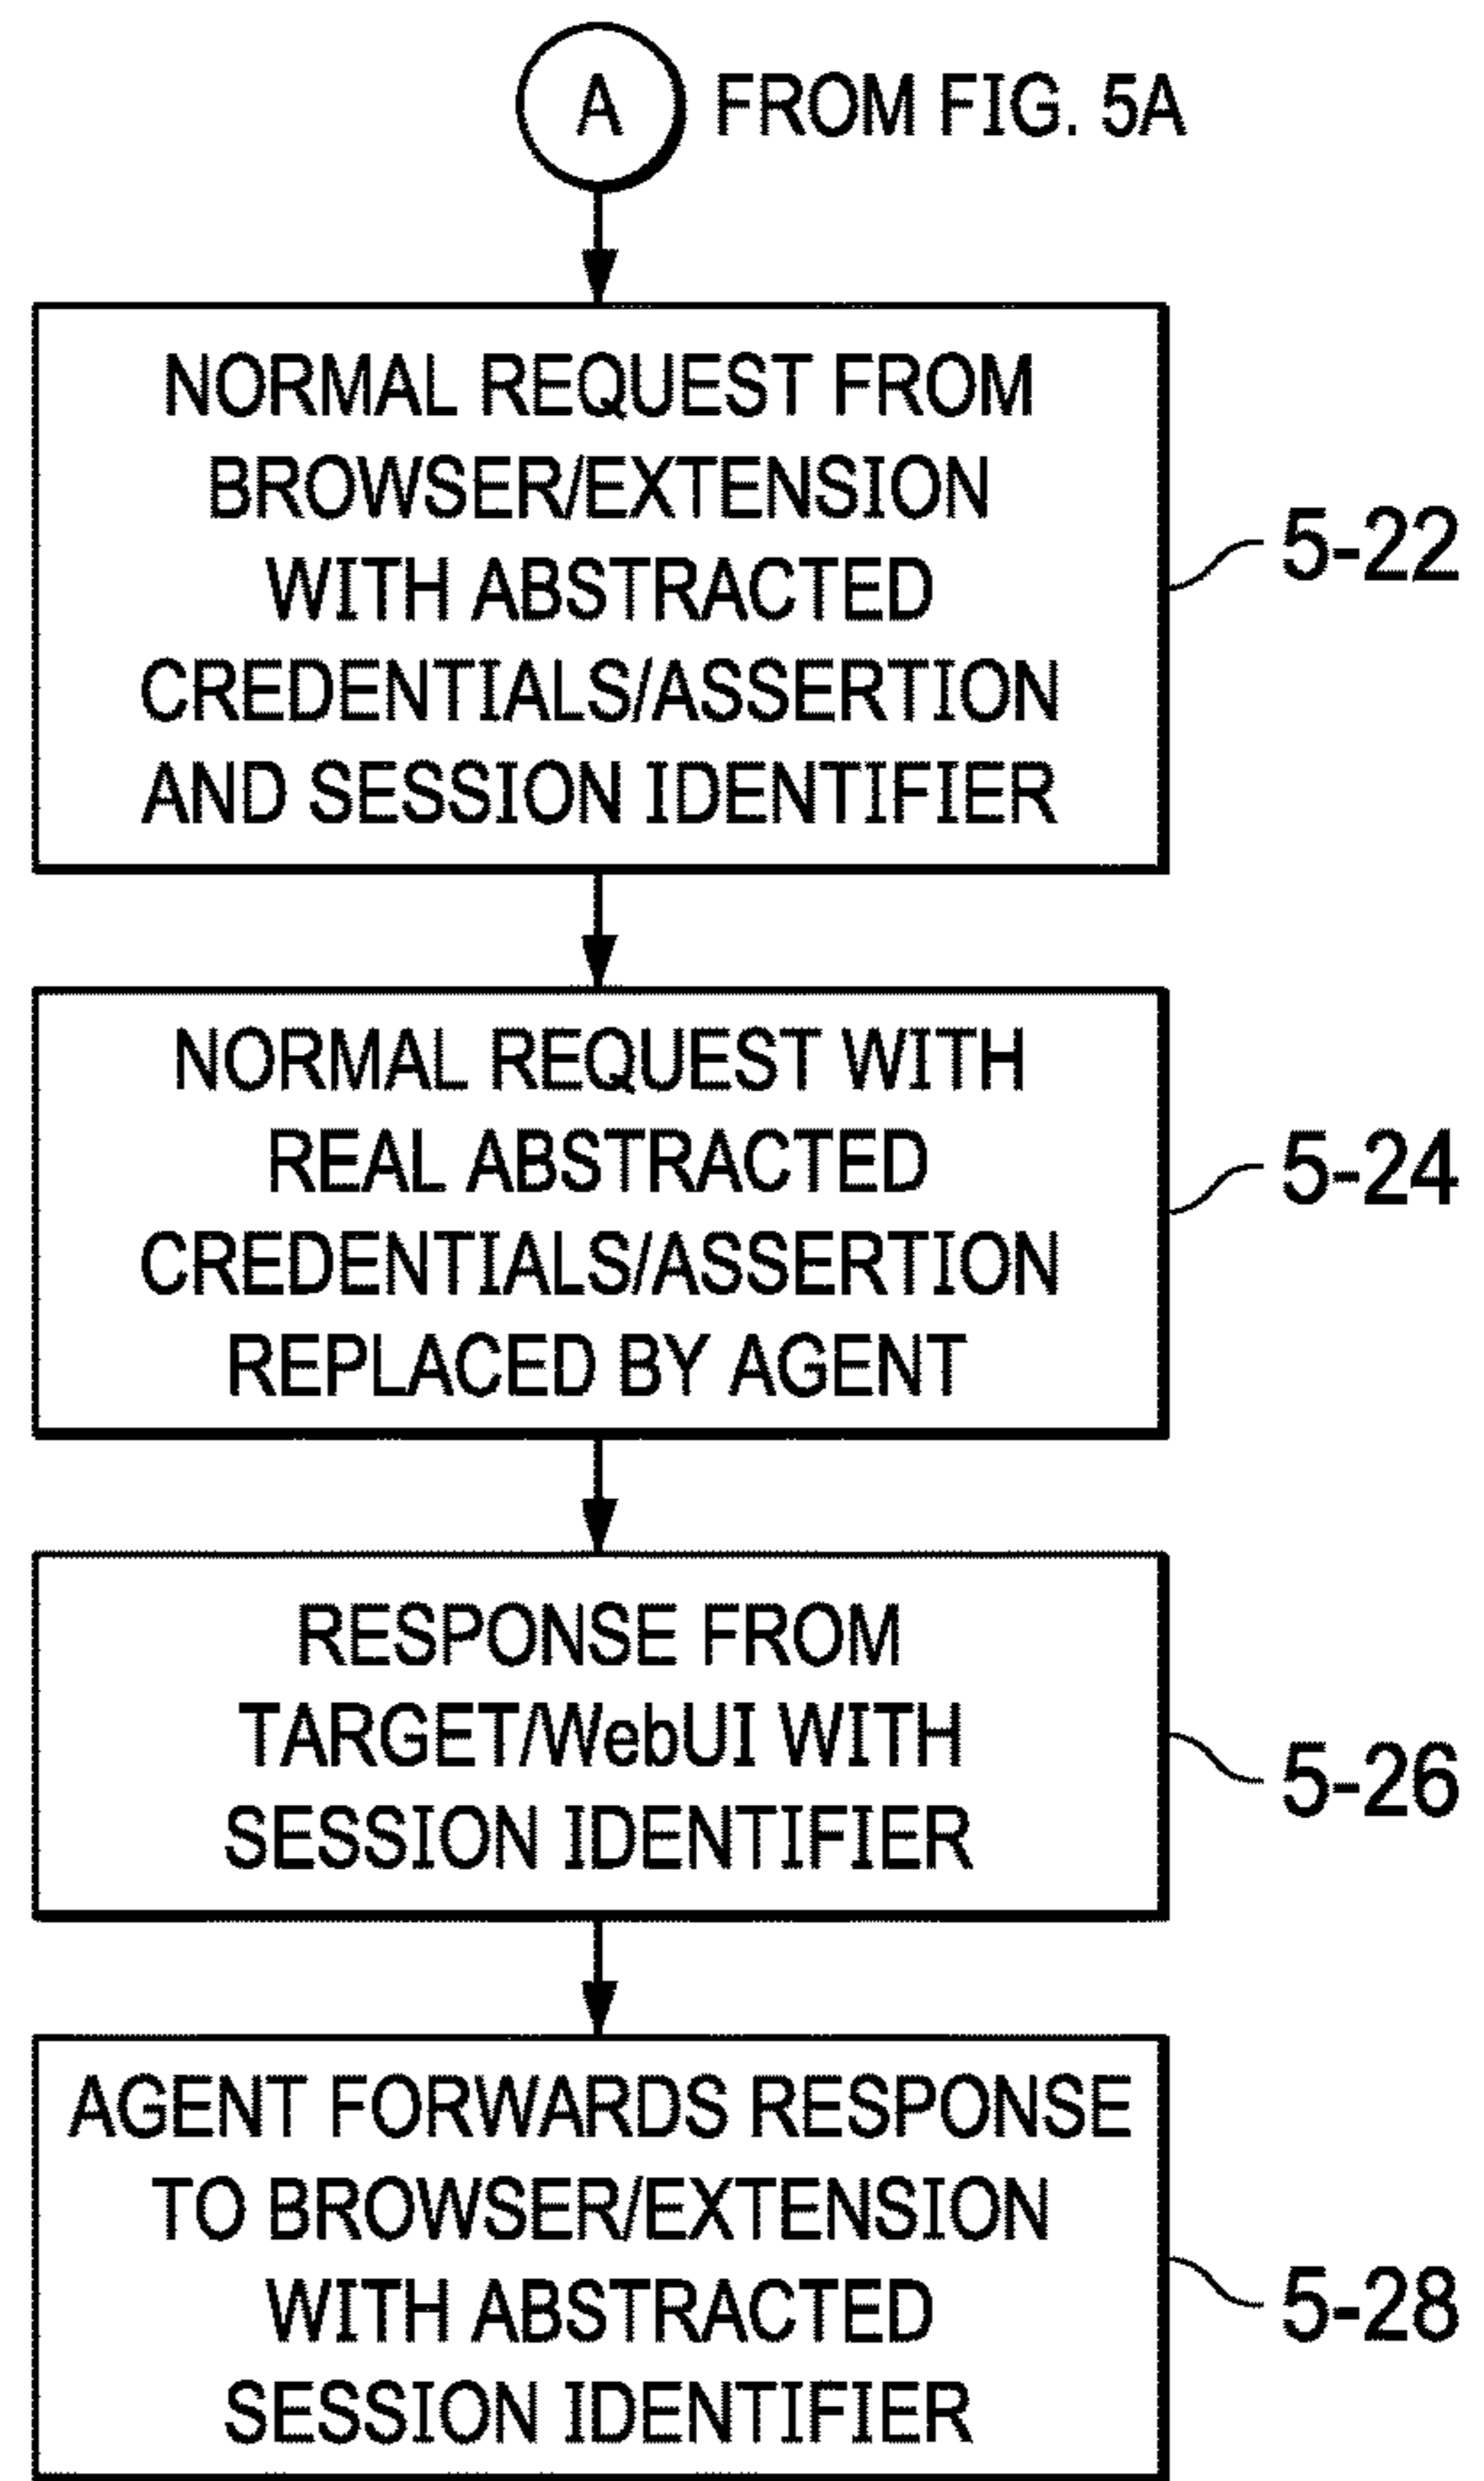 A FROM FIG. 5A
NORMAL REQUEST FROM
BROWSER/EXTENSION
WITH ABSTRACTED
CREDENTIALS/ASSERTION
AND SESSION IDENTIFIER
5-22
NORMAL REQUEST WITH
REAL ABSTRACTED
CREDENTIALS/ASSERTION
REPLACED BY AGENT
5-24
RESPONSE FROM
TARGET/WebUI WITH
SESSION IDENTIFIER
5-26
AGENT FORWARDS RESPONSE
TO BROWSER/EXTENSION
WITH ABSTRACTED
SESSION IDENTIFIER
5-28